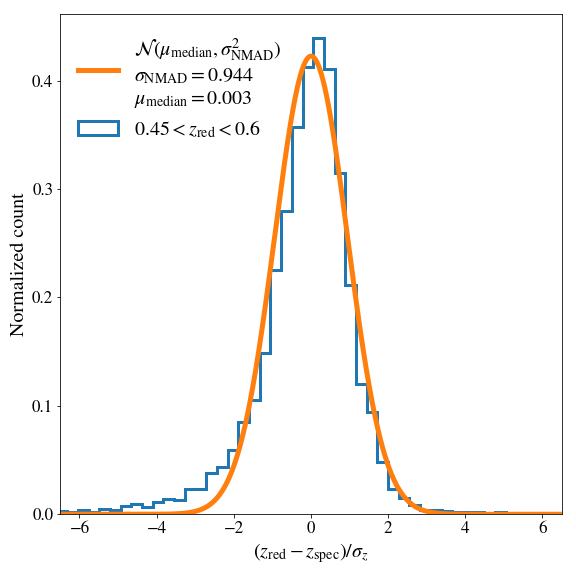 𝒩(μ_median, σ²_NMAD)
σ_NMAD = 0.944
μ_median = 0.003
0.45 < z_red < 0.6
Normalized count
0.4
0.3
0.2
0.1
0.0
−6 −4 −2 0 2 4 6
(z_red − z_spec)/σ_z